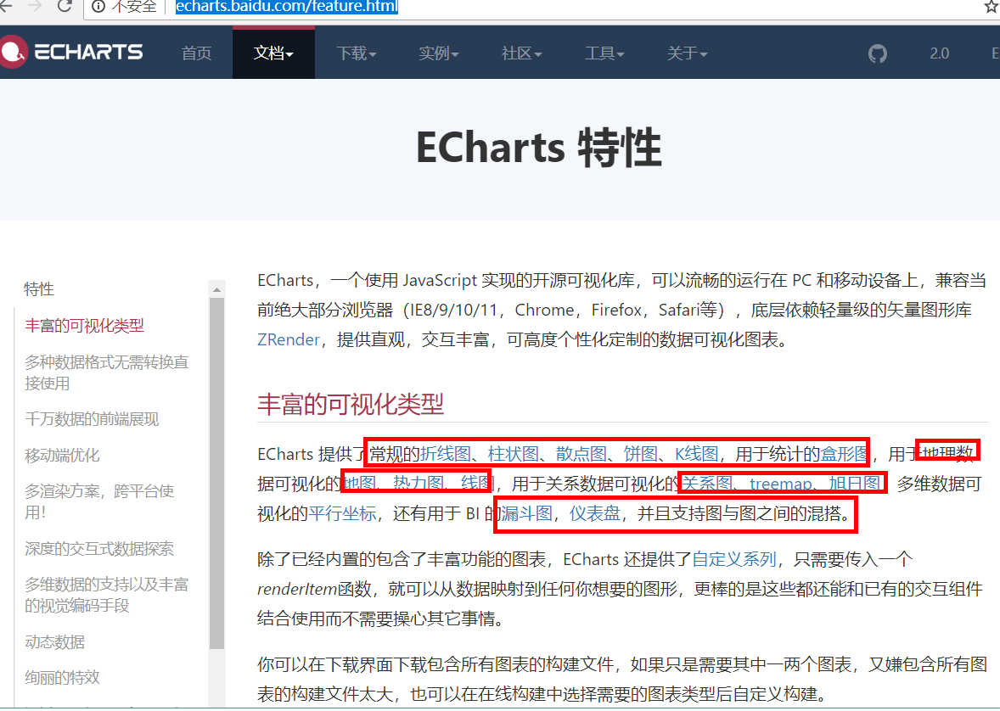 不安全 echarts.baidu.com/feature.html
ECHARTS 首页 文档 下载 实例 社区 工具 关于 2.0
ECharts 特性
特性
丰富的可视化类型
多种数据格式无需转换直
接使用
千万数据的前端展现
移动端优化
多渲染方案，跨平台使
用！
深度的交互式数据探索
多维数据的支持以及丰富
的视觉编码手段
动态数据
绚丽的特效
ECharts，一个使用 JavaScript 实现的开源可视化库，可以流畅的运行在 PC 和移动设备上，兼容当
前绝大部分浏览器（IE8/9/10/11，Chrome，Firefox，Safari等），底层依赖轻量级的矢量图形库
ZRender，提供直观，交互丰富，可高度个性化定制的数据可视化图表。
丰富的可视化类型
ECharts 提供了常规的折线图、柱状图、散点图、饼图、K线图，用于统计的盒形图，用于地理数
据可视化的地图、热力图、线图，用于关系数据可视化的关系图、treemap、旭日图，多维数据可
视化的平行坐标，还有用于 BI 的漏斗图，仪表盘，并且支持图与图之间的混搭。
除了已经内置的包含了丰富功能的图表，ECharts 还提供了自定义系列，只需要传入一个
renderItem函数，就可以从数据映射到任何你想要的图形，更棒的是这些都还能和已有的交互组件
结合使用而不需要操心其它事情。
你可以在下载界面下载包含所有图表的构建文件，如果只是需要其中一两个图表，又嫌包含所有图
表的构建文件太大，也可以在在线构建中选择需要的图表类型后自定义构建。